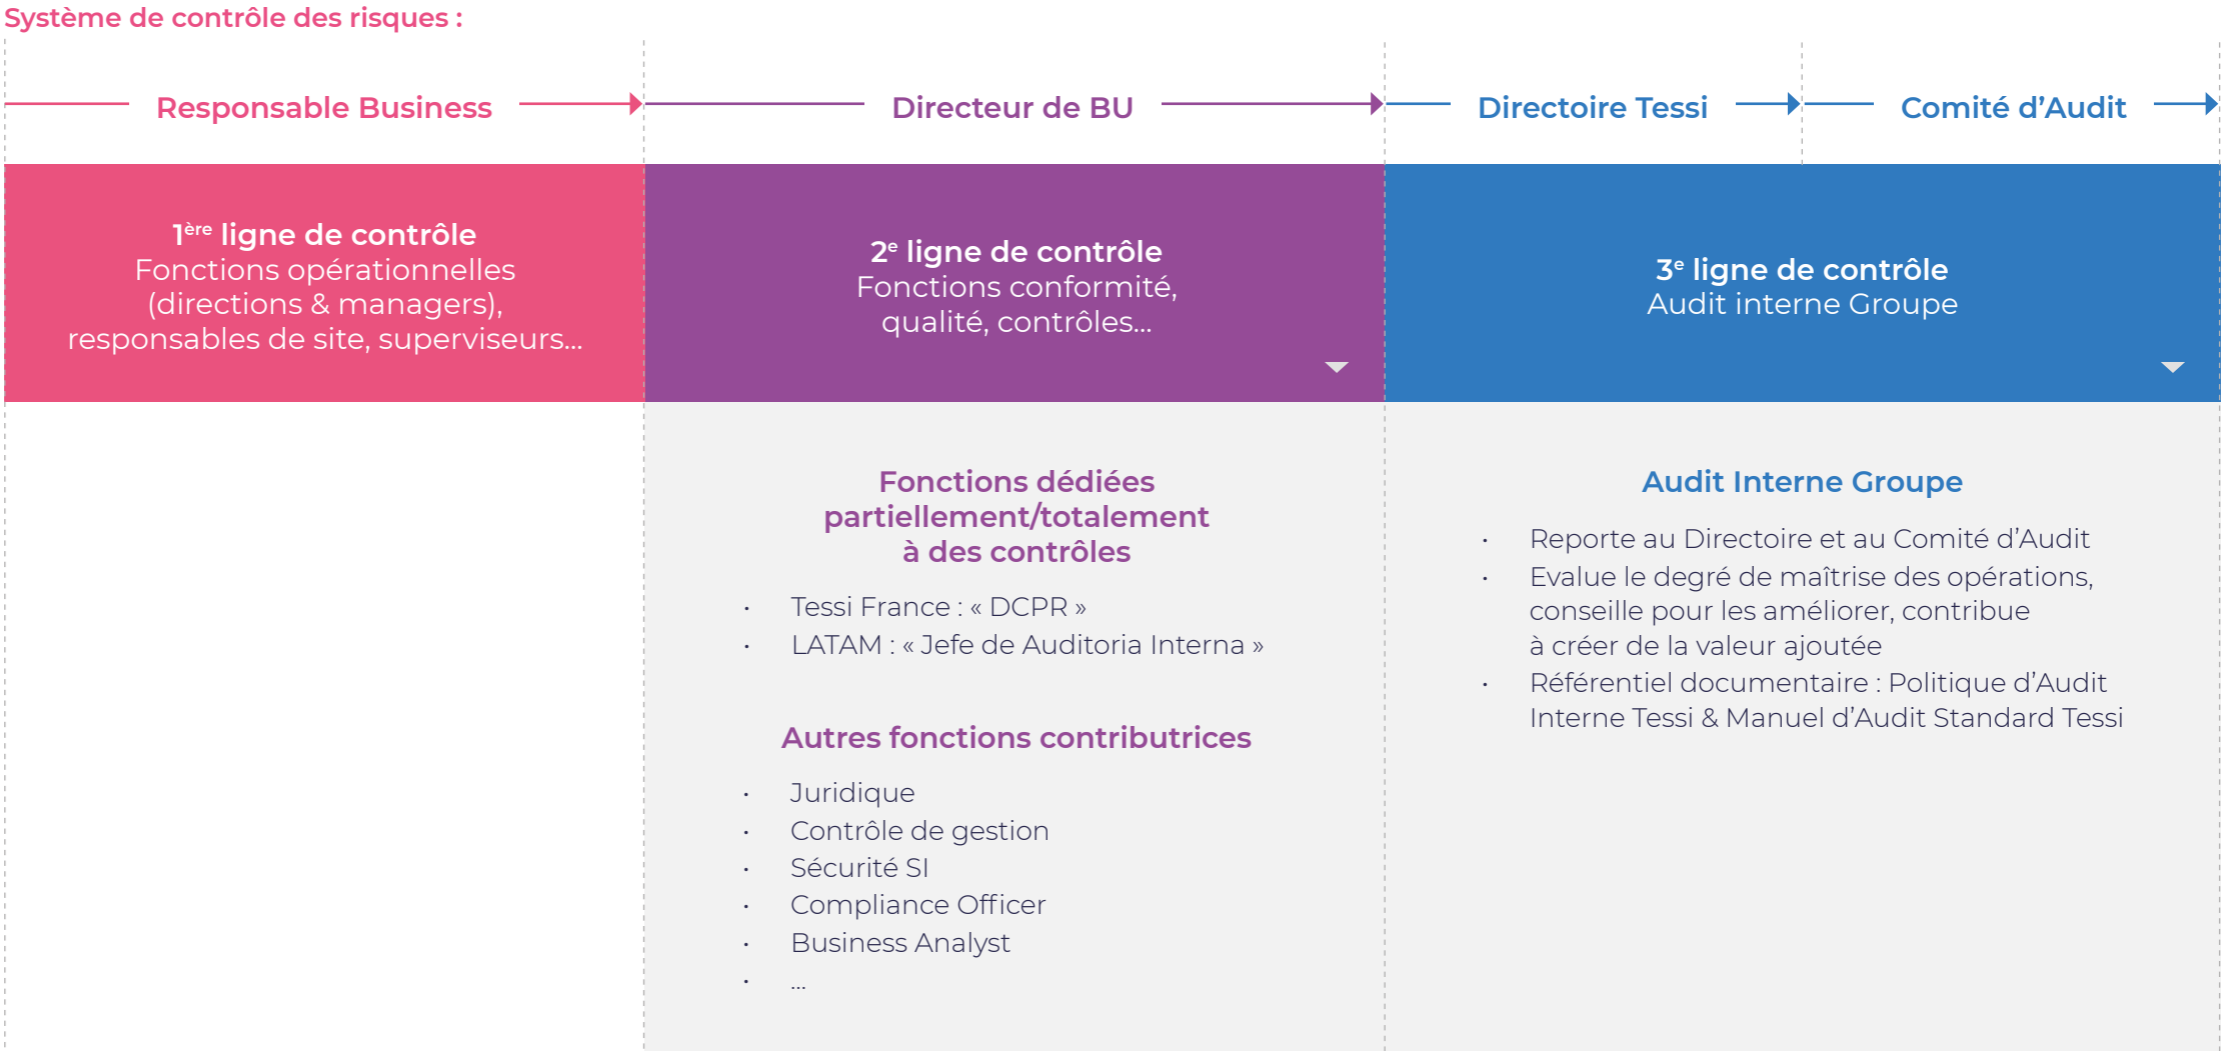 Système de contrôle des risques :
Responsable Business
Directeur de BU
Directoire Tessi
Comité d’Audit
1ère ligne de contrôle
Fonctions opérationnelles
(directions & managers),
responsables de site, superviseurs...
2e ligne de contrôle
Fonctions conformité,
qualité, contrôles...
3e ligne de contrôle
Audit interne Groupe
Fonctions dédiées
partiellement/totalement
à des contrôles
· Tessi France : « DCPR »
· LATAM : « Jefe de Auditoria Interna »
Autres fonctions contributrices
· Juridique
· Contrôle de gestion
· Sécurité SI
· Compliance Officer
· Business Analyst
· ...
Audit Interne Groupe
· Reporte au Directoire et au Comité d’Audit
· Evalue le degré de maîtrise des opérations,
conseille pour les améliorer, contribue
à créer de la valeur ajoutée
· Référentiel documentaire : Politique d’Audit
Interne Tessi & Manuel d’Audit Standard Tessi